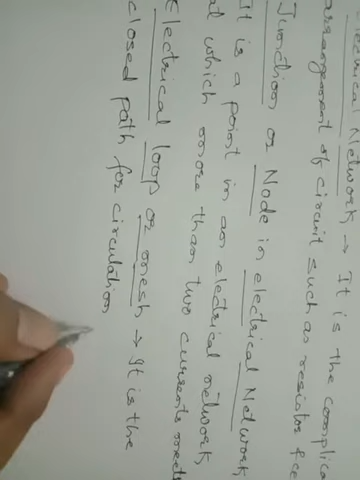 Electrical Network → It is the complica
arrangement of circuit such as resistor &c
Junction or Node in electrical Network
It is a point in an electrical network,
at which more than two currents meets
Electrical loop or mesh → It is the
closed path for circulation